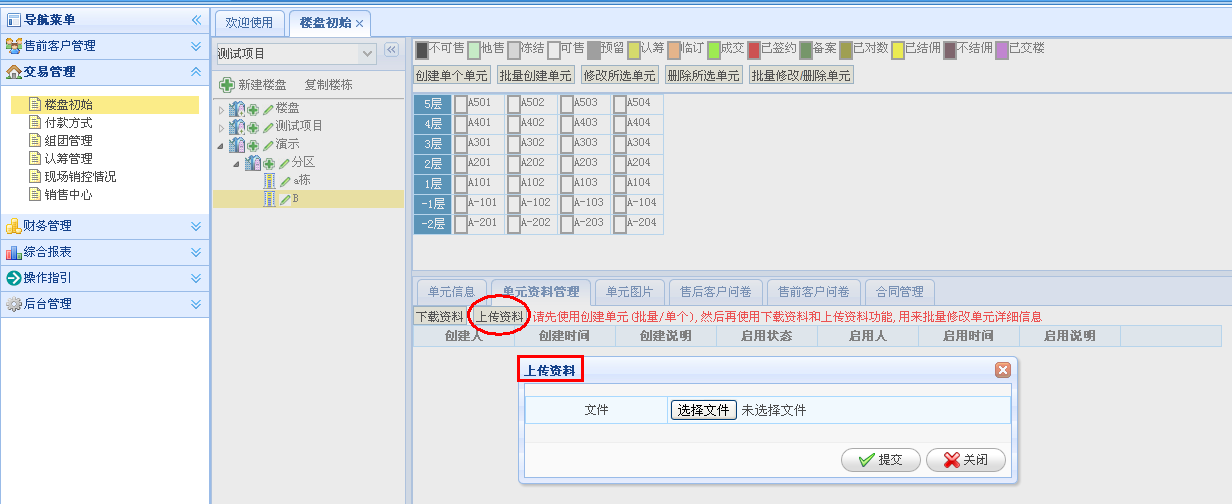 导航菜单
售前客户管理
交易管理
楼盘初始
付款方式
组团管理
认筹管理
现场销控情况
销售中心
财务管理
综合报表
操作指引
后台管理
欢迎使用
楼盘初始
测试项目
新建楼盘 复制楼栋
楼盘
测试项目
演示
分区
a栋
B
不可售 他售 冻结 可售 预留 认筹 临订 成交 已签约 备案 已对数 已结佣 不结佣 已交楼
创建单个单元 批量创建单元 修改所选单元 删除所选单元 批量修改/删除单元
5层 A501 A502 A503 A504
4层 A401 A402 A403 A404
3层 A301 A302 A303 A304
2层 A201 A202 A203 A204
1层 A101 A102 A103 A104
-1层 A-101 A-102 A-103 A-104
-2层 A-201 A-202 A-203 A-204
单元信息 单元资料管理 单元图片 售后客户问卷 售前客户问卷 合同管理
下载资料 上传资料 请先使用创建单元(批量/单个),然后再使用下载资料和上传资料功能,用来批量修改单元详细信息
创建人 创建时间 创建说明 启用状态 启用人 启用时间 启用说明
上传资料
文件 选择文件 未选择文件
提交 关闭